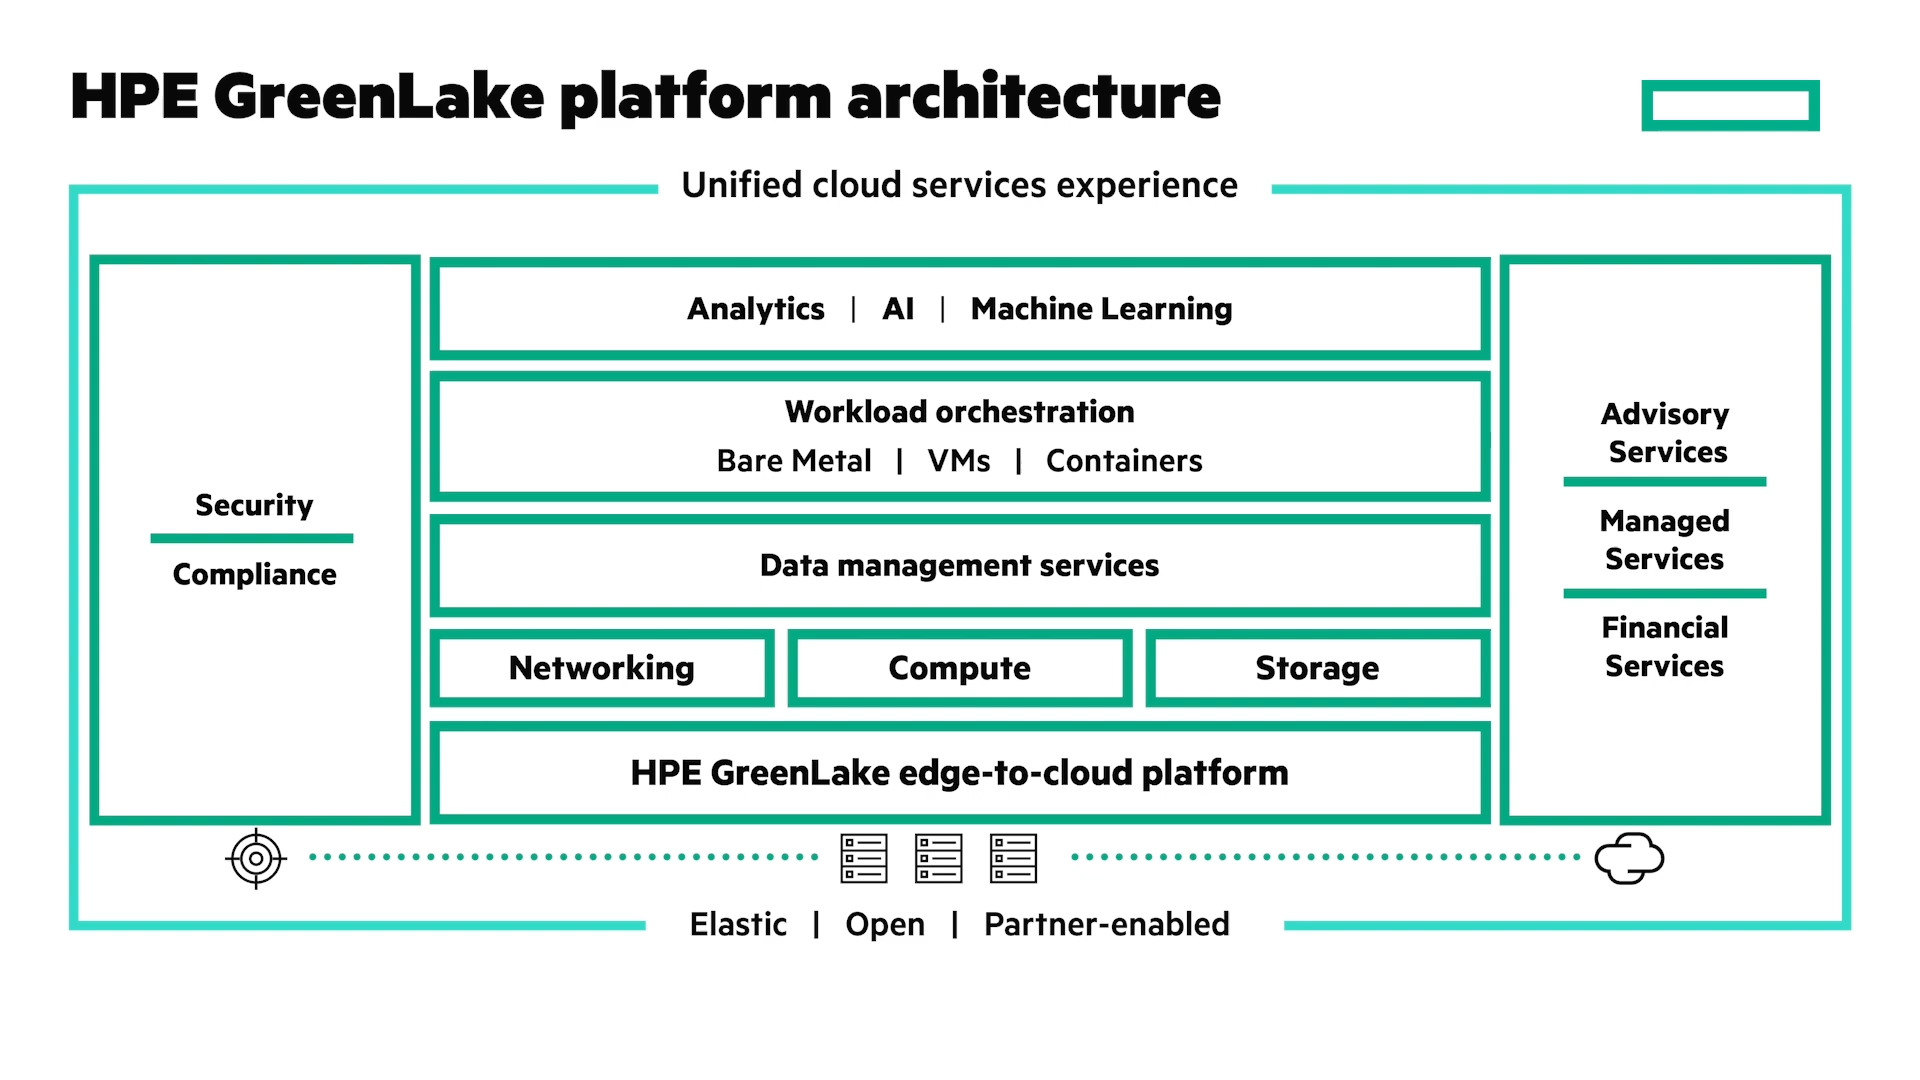 HPE GreenLake platform architecture
Unified cloud services experience
Security
Compliance
Analytics | AI | Machine Learning
Workload orchestration
Bare Metal | VMs | Containers
Data management services
Networking
Compute
Storage
HPE GreenLake edge-to-cloud platform
Advisory
Services
Managed
Services
Financial
Services
Elastic | Open | Partner-enabled